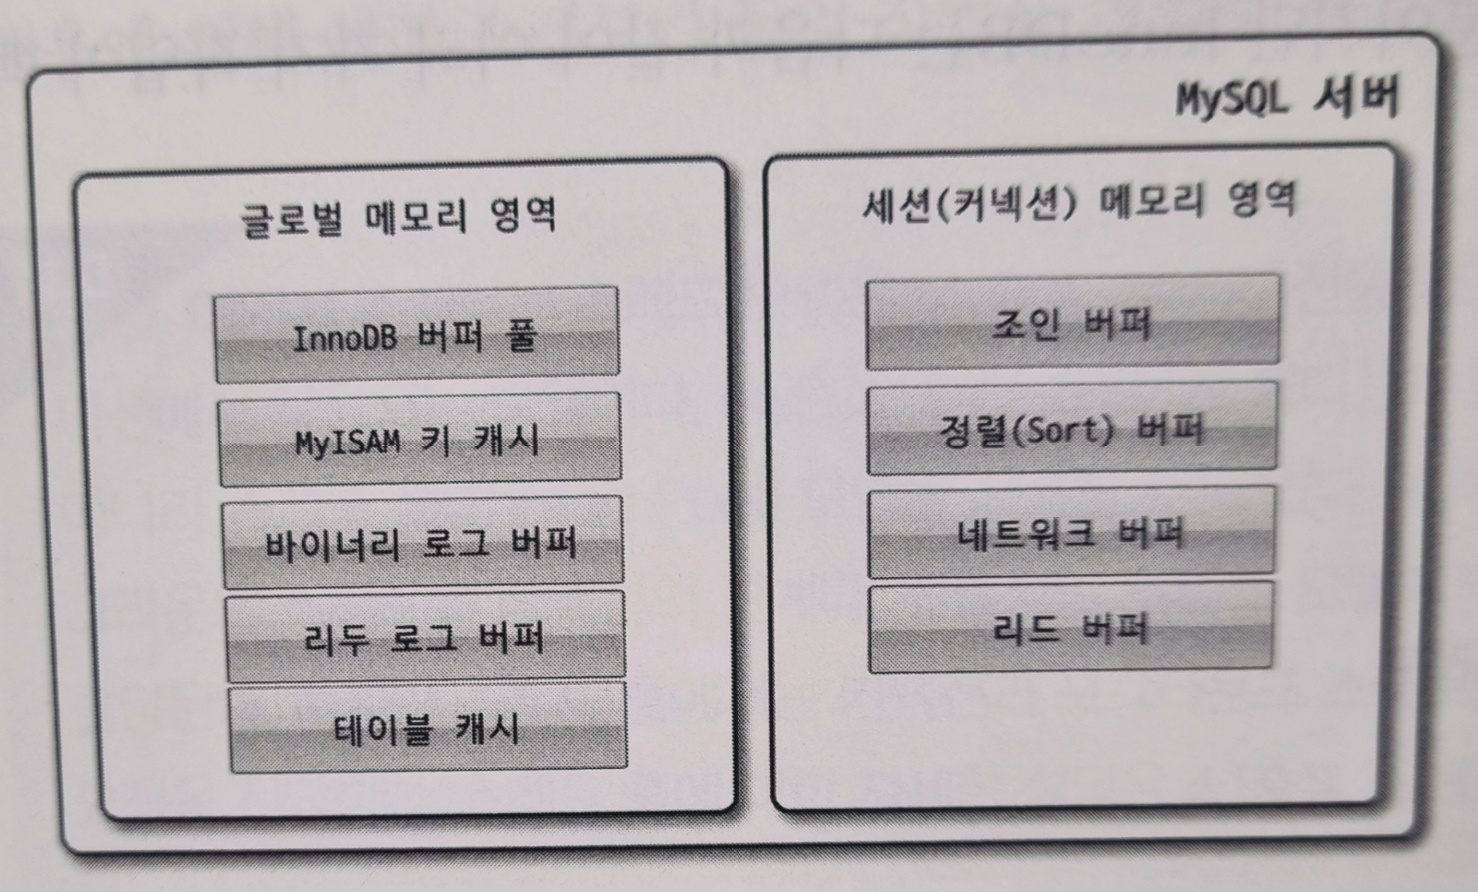 MySQL 서버
글로벌 메모리 영역
InnoDB 버퍼 풀
MyISAM 키 캐시
바이너리 로그 버퍼
리두 로그 버퍼
테이블 캐시
세션(커넥션) 메모리 영역
조인 버퍼
정렬(Sort) 버퍼
네트워크 버퍼
리드 버퍼